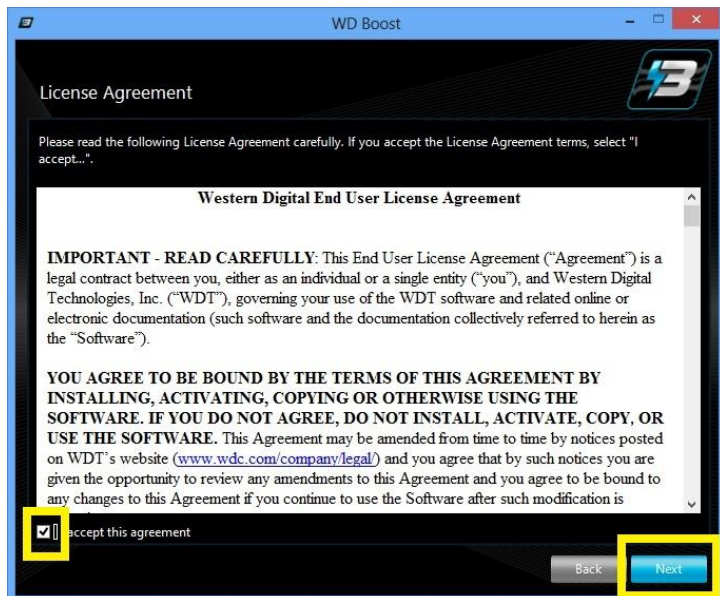 WD Boost
License Agreement
Please read the following License Agreement carefully. If you accept the License Agreement terms, select "I
accept...".
Western Digital End User License Agreement
IMPORTANT - READ CAREFULLY: This End User License Agreement (“Agreement”) is a
legal contract between you, either as an individual or a single entity (“you”), and Western Digital
Technologies, Inc. (“WDT”), governing your use of the WDT software and related online or
electronic documentation (such software and the documentation collectively referred to herein as
the “Software”).
YOU AGREE TO BE BOUND BY THE TERMS OF THIS AGREEMENT BY
INSTALLING, ACTIVATING, COPYING OR OTHERWISE USING THE
SOFTWARE. IF YOU DO NOT AGREE, DO NOT INSTALL, ACTIVATE, COPY, OR
USE THE SOFTWARE. This Agreement may be amended from time to time by notices posted
on WDT’s website (www.wdc.com/company/legal/) and you agree that by such notices you are
given the opportunity to review any amendments to this Agreement and you agree to be bound to
any changes to this Agreement if you continue to use the Software after such modification is
accept this agreement
Back
Next